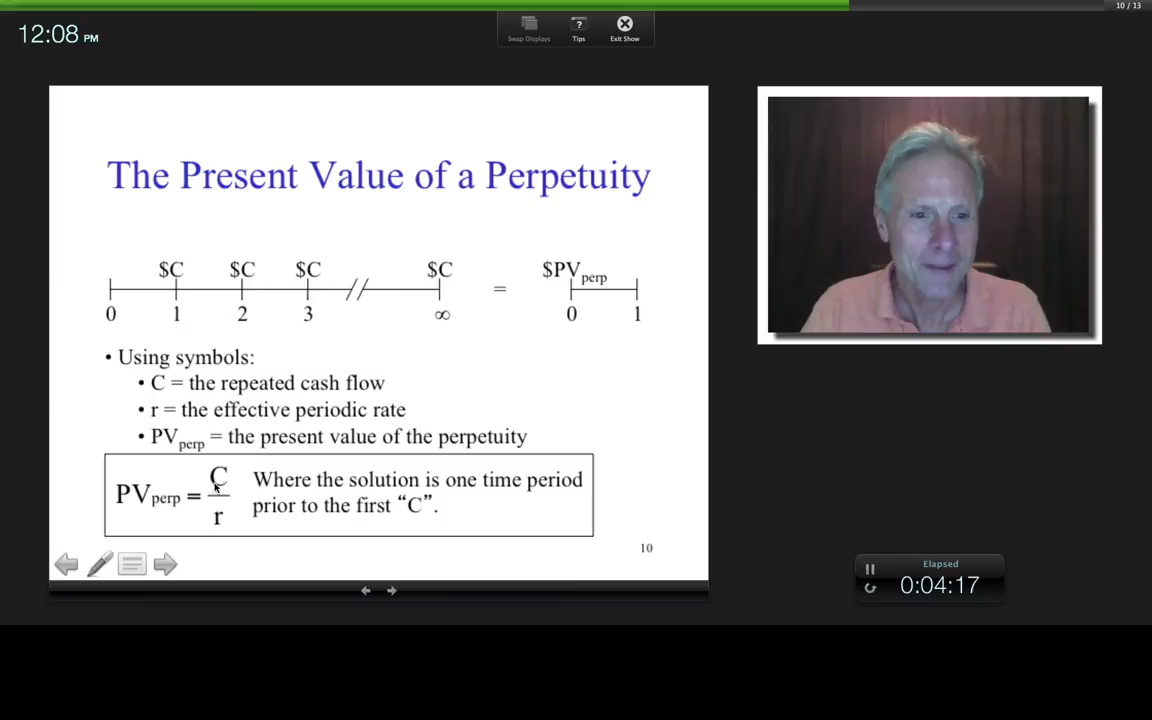 10 / 13
12:08 PM
Swap Displays
Tips
Exit Show
The Present Value of a Perpetuity
$C $C $C $C $PVperp
=
0 1 2 3 ∞ 0 1
• Using symbols:
• C = the repeated cash flow
• r = the effective periodic rate
• PVperp = the present value of the perpetuity
PVperp = C/r
Where the solution is one time period
prior to the first “C”.
10
Elapsed
0:04:17